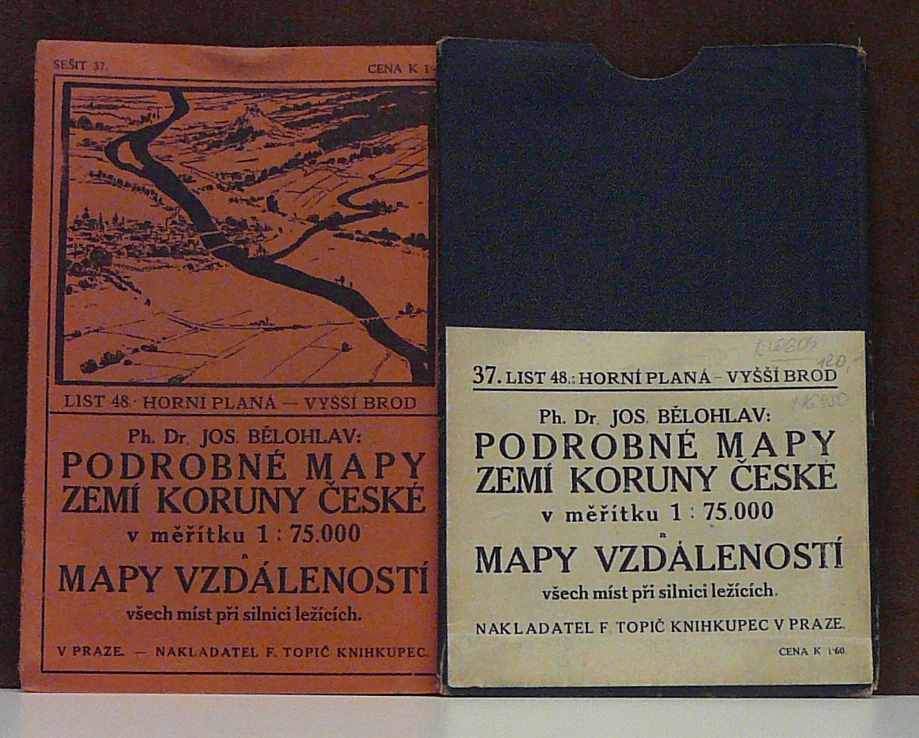 SEŠIT 37.
CENA K 1·
LIST 48· HORNÍ PLANÁ — VYŠŠÍ BROD
Ph. Dr. JOS. BĚLOHLAV:
PODROBNÉ MAPY
ZEMÍ KORUNY ČESKÉ
v měřítku 1 : 75.000
a
MAPY VZDÁLENOSTÍ
všech míst při silnici ležících.
V PRAZE. — NAKLADATEL F. TOPIČ KNIHKUPEC.
37. LIST 48.: HORNÍ PLANÁ – VYŠŠÍ BROD
Ph. Dr. JOS. BĚLOHLAV:
PODROBNÉ MAPY
ZEMÍ KORUNY ČESKÉ
v měřítku 1 : 75.000
a
MAPY VZDÁLENOSTÍ
všech míst při silnici ležících.
NAKLADATEL F. TOPIČ KNIHKUPEC V PRAZE.
CENA K 1·60.